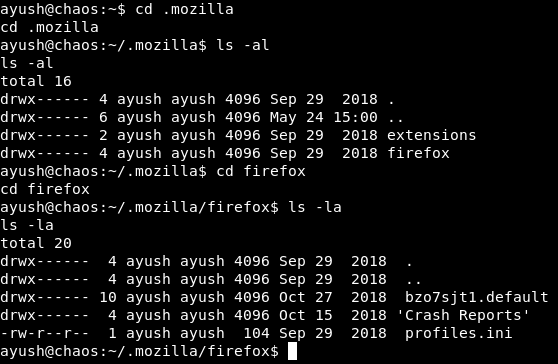 ayush@chaos:~$ cd .mozilla
cd .mozilla
ayush@chaos:~/.mozilla$ ls -al
ls -al
total 16
drwx------ 4 ayush ayush 4096 Sep 29  2018 .
drwx------ 6 ayush ayush 4096 May 24 15:00 ..
drwx------ 2 ayush ayush 4096 Sep 29  2018 extensions
drwx------ 4 ayush ayush 4096 Sep 29  2018 firefox
ayush@chaos:~/.mozilla$ cd firefox
cd firefox
ayush@chaos:~/.mozilla/firefox$ ls -la
ls -la
total 20
drwx------  4 ayush ayush 4096 Sep 29  2018  .
drwx------  4 ayush ayush 4096 Sep 29  2018  ..
drwx------ 10 ayush ayush 4096 Oct 27  2018  bzo7sjt1.default
drwx------  4 ayush ayush 4096 Oct 15  2018 'Crash Reports'
-rw-r--r--  1 ayush ayush  104 Sep 29  2018  profiles.ini
ayush@chaos:~/.mozilla/firefox$